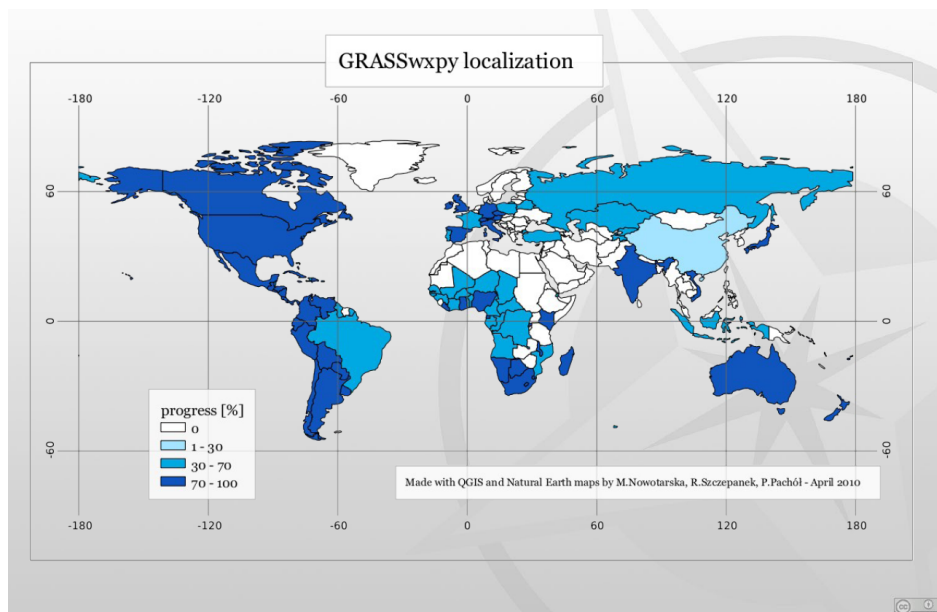 GRASSwxpy localization
-180 -120 -60 0 60 120 180
60 60
0 0
progress [%]
0
1 - 30
30 - 70
70 - 100
-60 -60
Made with QGIS and Natural Earth maps by M.Nowotarska, R.Szczepanek, P.Pachół - April 2010
-180 -120 -60 0 60 120 180
cc